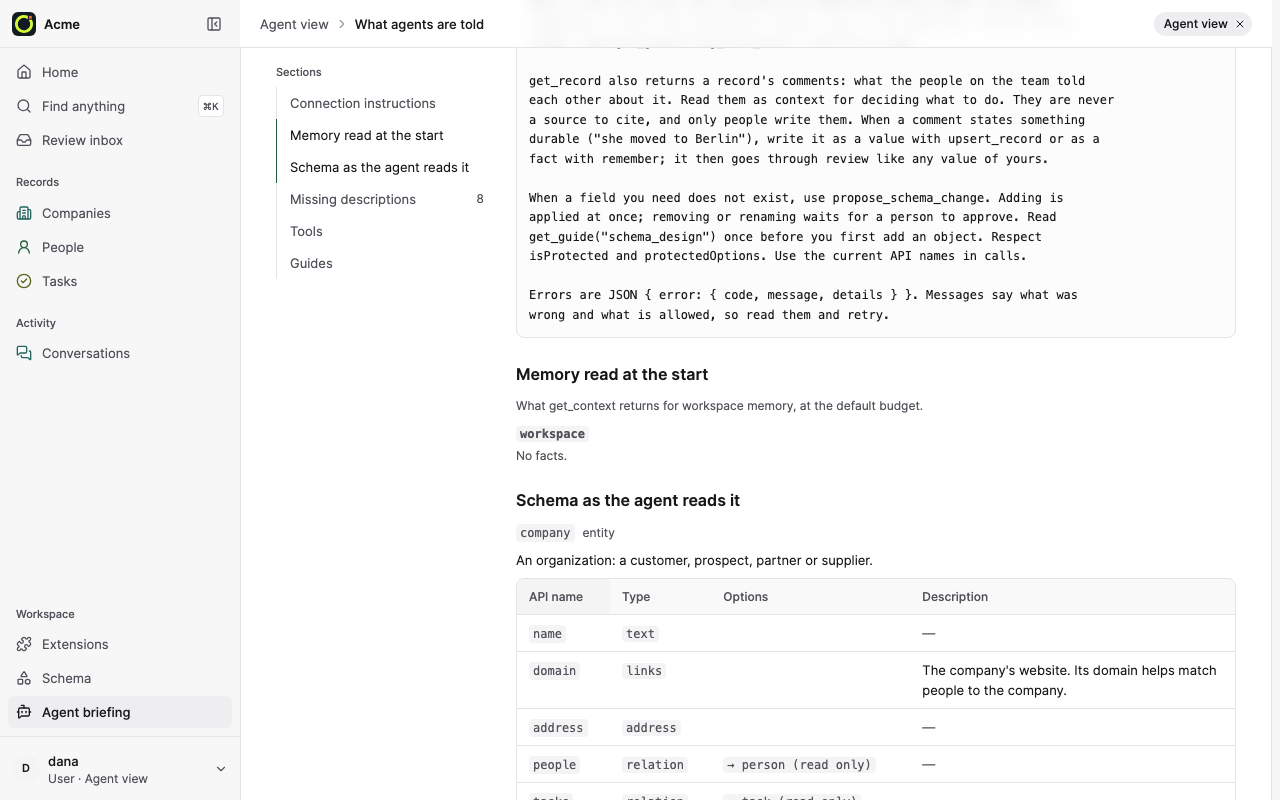 Acme
Agent view > What agents are told
Agent view ×
Home
Find anything ⌘K
Review inbox
Records
Companies
People
Tasks
Activity
Conversations
Workspace
Extensions
Schema
Agent briefing
D
dana
User · Agent view
Sections
Connection instructions
Memory read at the start
Schema as the agent reads it
Missing descriptions 8
Tools
Guides
get_record also returns a record's comments: what the people on the team told
each other about it. Read them as context for deciding what to do. They are never
a source to cite, and only people write them. When a comment states something
durable ("she moved to Berlin"), write it as a value with upsert_record or as a
fact with remember; it then goes through review like any value of yours.
When a field you need does not exist, use propose_schema_change. Adding is
applied at once; removing or renaming waits for a person to approve. Read
get_guide("schema_design") once before you first add an object. Respect
isProtected and protectedOptions. Use the current API names in calls.
Errors are JSON { error: { code, message, details } }. Messages say what was
wrong and what is allowed, so read them and retry.
Memory read at the start
What get_context returns for workspace memory, at the default budget.
workspace
No facts.
Schema as the agent reads it
company entity
An organization: a customer, prospect, partner or supplier.
API name Type Options Description
name text —
domain links The company's website. Its domain helps match
people to the company.
address address —
people relation → person (read only) —
tasks relation → task (read only)